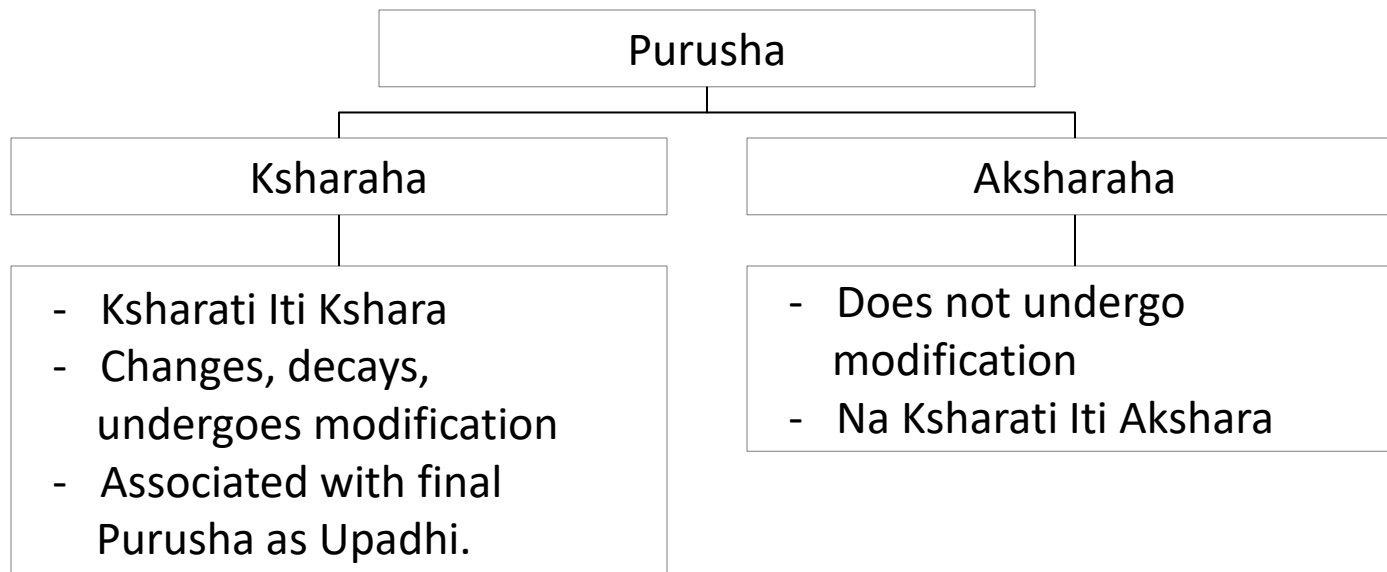 Purusha
Ksharaha
Aksharaha
- Ksharati Iti Kshara
- Changes, decays,
undergoes modification
- Associated with final
Purusha as Upadhi.
- Does not undergo
modification
- Na Ksharati Iti Akshara